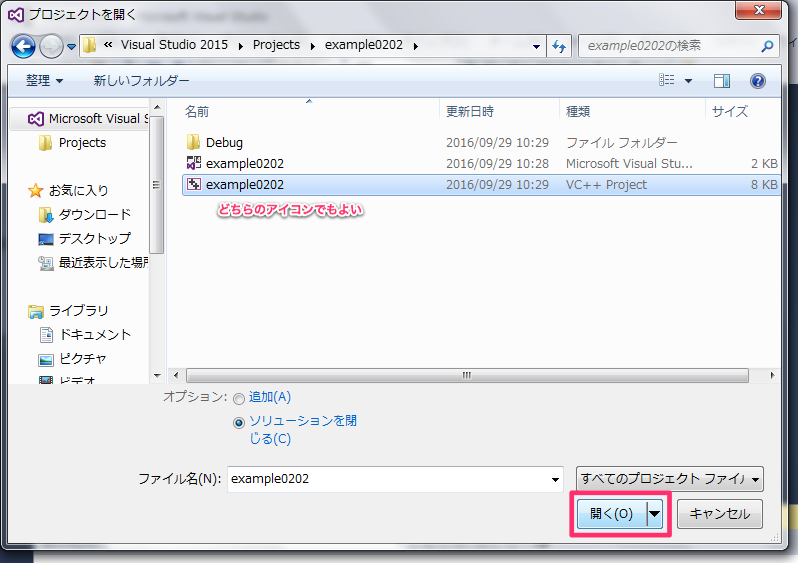 プロジェクトを開く
« Visual Studio 2015 ▸ Projects ▸ example0202 ▸
example0202の検索
整理 ▼ 新しいフォルダー
Microsoft Visual S
Projects
お気に入り
ダウンロード
デスクトップ
最近表示した場所
ライブラリ
ドキュメント
ピクチャ
ビデオ
名前 更新日時 種類 サイズ
Debug 2016/09/29 10:29 ファイル フォルダー
example0202 2016/09/29 10:28 Microsoft Visual Stu... 2 KB
example0202 2016/09/29 10:29 VC++ Project 8 KB
どちらのアイコンでもよい
オプション: 追加(A)
ソリューションを閉
じる(C)
ファイル名(N): example0202
すべてのプロジェクト ファイル
開く(O) キャンセル